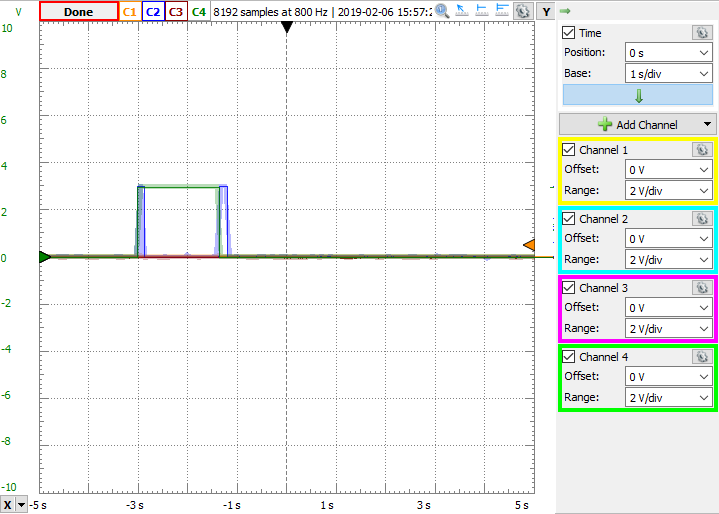 V Done C1 C2 C3 C4 8192 samples at 800 Hz | 2019-02-06 15:57:2 Y
10
8
6
4
2
0
-2
-4
-6
-8
-10
X -5 s -3 s -1 s 1 s 3 s 5 s
Time
Position: 0 s
Base: 1 s/div
Add Channel
Channel 1
Offset: 0 V
Range: 2 V/div
Channel 2
Offset: 0 V
Range: 2 V/div
Channel 3
Offset: 0 V
Range: 2 V/div
Channel 4
Offset: 0 V
Range: 2 V/div